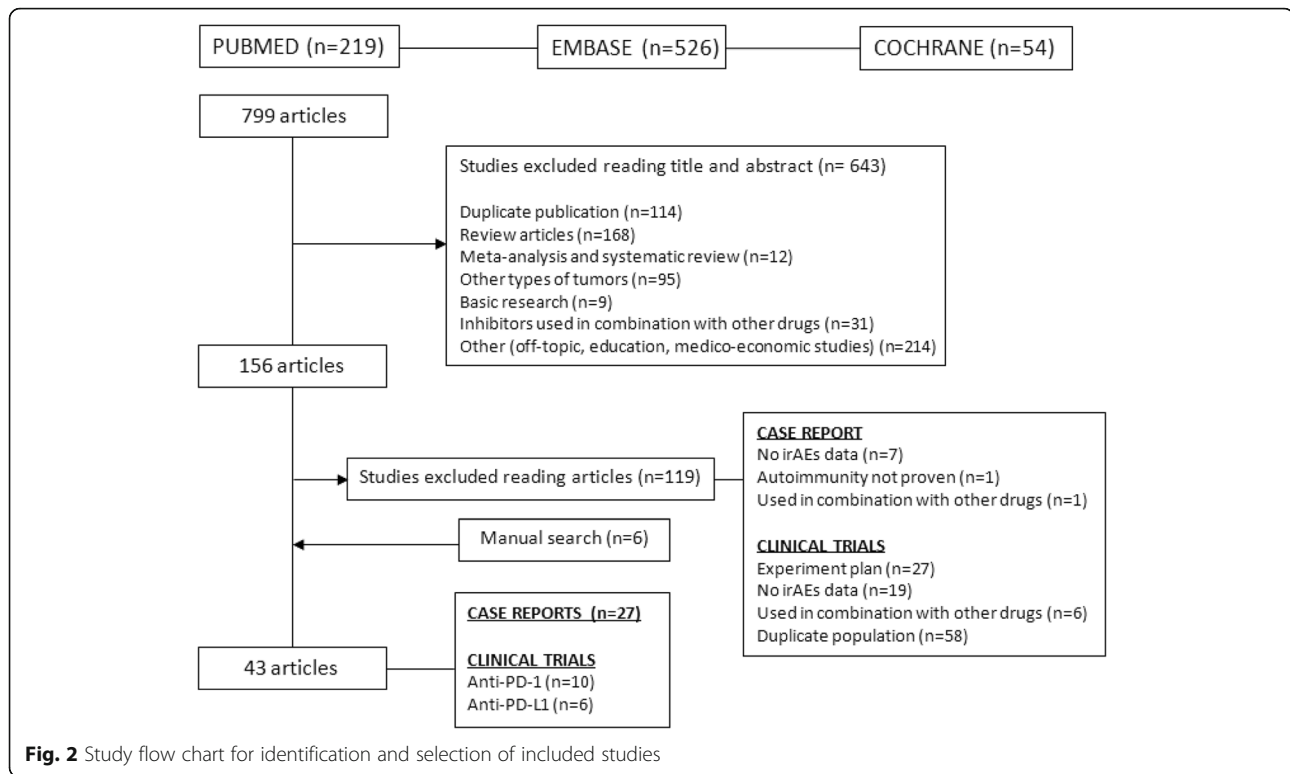 PUBMED (n=219)
EMBASE (n=526)
COCHRANE (n=54)
799 articles
Studies excluded reading title and abstract (n= 643)
Duplicate publication (n=114)
Review articles (n=168)
Meta-analysis and systematic review (n=12)
Other types of tumors (n=95)
Basic research (n=9)
Inhibitors used in combination with other drugs (n=31)
Other (off-topic, education, medico-economic studies) (n=214)
156 articles
Studies excluded reading articles (n=119)
CASE REPORT
No irAEs data (n=7)
Autoimmunity not proven (n=1)
Used in combination with other drugs (n=1)
CLINICAL TRIALS
Experiment plan (n=27)
No irAEs data (n=19)
Used in combination with other drugs (n=6)
Duplicate population (n=58)
Manual search (n=6)
43 articles
CASE REPORTS (n=27)
CLINICAL TRIALS
Anti-PD-1 (n=10)
Anti-PD-L1 (n=6)
Fig. 2 Study flow chart for identification and selection of included studies